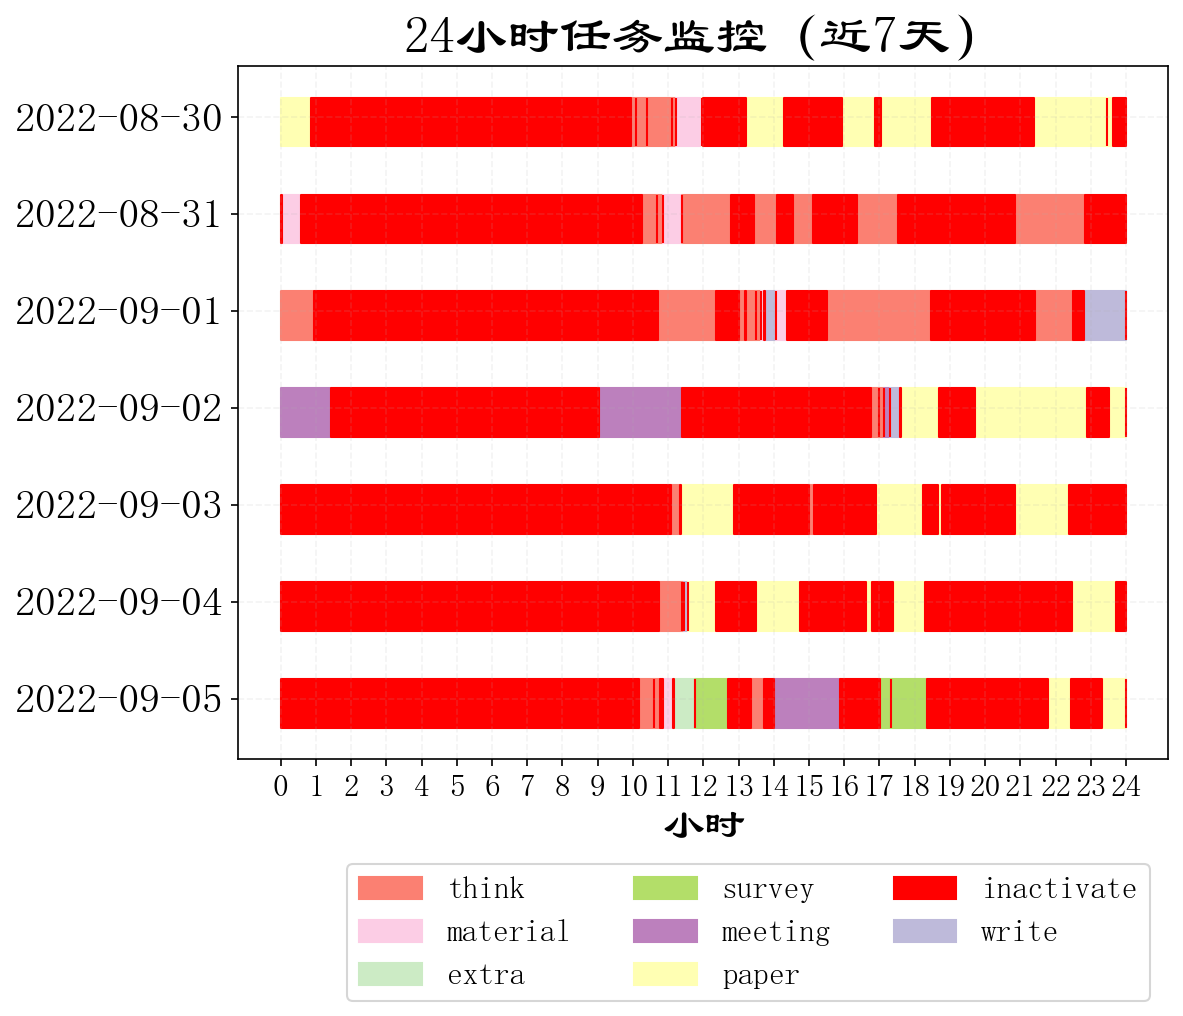 24小时任务监控 (近7天)
2022-08-30
2022-08-31
2022-09-01
2022-09-02
2022-09-03
2022-09-04
2022-09-05
0 1 2 3 4 5 6 7 8 9 10 11 12 13 14 15 16 17 18 19 20 21 22 23 24
小时
think survey inactivate
material meeting write
extra paper